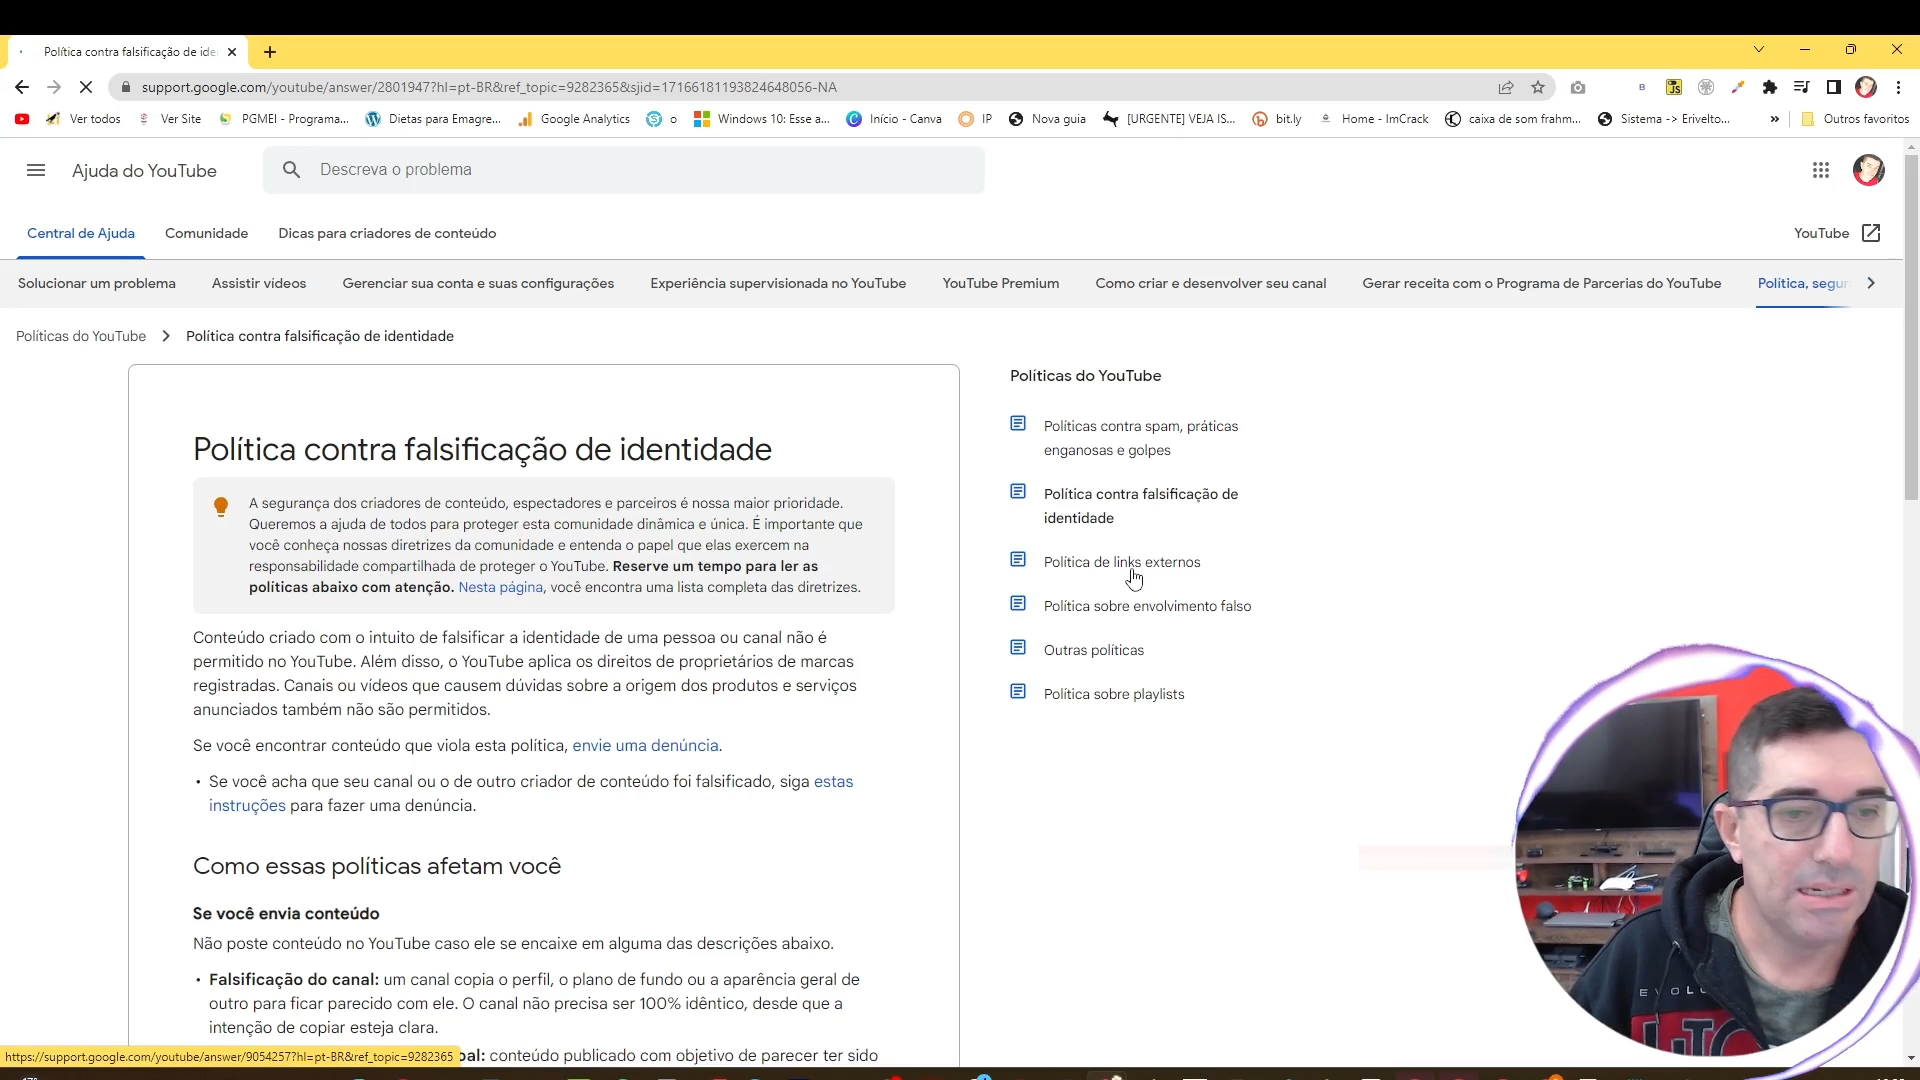 Política contra falsificação de ide
support.google.com/youtube/answer/2801947?hl=pt-BR&ref_topic=9282365&sjid=17166181193824648056-NA
Ver todos
Ver Site
PGMEI - Programa...
Dietas para Emagre...
Google Analytics
o
Windows 10: Esse a...
Início - Canva
IP
Nova guia
[URGENTE] VEJA IS...
bit.ly
Home - ImCrack
caixa de som frahm...
Sistema -> Erivelto...
»
Outros favoritos
Ajuda do YouTube
Descreva o problema
Central de Ajuda
Comunidade
Dicas para criadores de conteúdo
YouTube
Solucionar um problema
Assistir vídeos
Gerenciar sua conta e suas configurações
Experiência supervisionada no YouTube
YouTube Premium
Como criar e desenvolver seu canal
Gerar receita com o Programa de Parcerias do YouTube
Política, segur
Políticas do YouTube
Política contra falsificação de identidade
Política contra falsificação de identidade
A segurança dos criadores de conteúdo, espectadores e parceiros é nossa maior prioridade.
Queremos a ajuda de todos para proteger esta comunidade dinâmica e única. É importante que
você conheça nossas diretrizes da comunidade e entenda o papel que elas exercem na
responsabilidade compartilhada de proteger o YouTube. Reserve um tempo para ler as
políticas abaixo com atenção. Nesta página, você encontra uma lista completa das diretrizes.
Conteúdo criado com o intuito de falsificar a identidade de uma pessoa ou canal não é
permitido no YouTube. Além disso, o YouTube aplica os direitos de proprietários de marcas
registradas. Canais ou vídeos que causem dúvidas sobre a origem dos produtos e serviços
anunciados também não são permitidos.
Se você encontrar conteúdo que viola esta política, envie uma denúncia.
• Se você acha que seu canal ou o de outro criador de conteúdo foi falsificado, siga estas
instruções para fazer uma denúncia.
Como essas políticas afetam você
Se você envia conteúdo
Não poste conteúdo no YouTube caso ele se encaixe em alguma das descrições abaixo.
• Falsificação do canal: um canal copia o perfil, o plano de fundo ou a aparência geral de
outro para ficar parecido com ele. O canal não precisa ser 100% idêntico, desde que a
intenção de copiar esteja clara.
oal: conteúdo publicado com objetivo de parecer ter sido
https://support.google.com/youtube/answer/9054257?hl=pt-BR&ref_topic=9282365
Políticas do YouTube
Políticas contra spam, práticas
enganosas e golpes
Política contra falsificação de
identidade
Política de links externos
Política sobre envolvimento falso
Outras políticas
Política sobre playlists
EVOLU